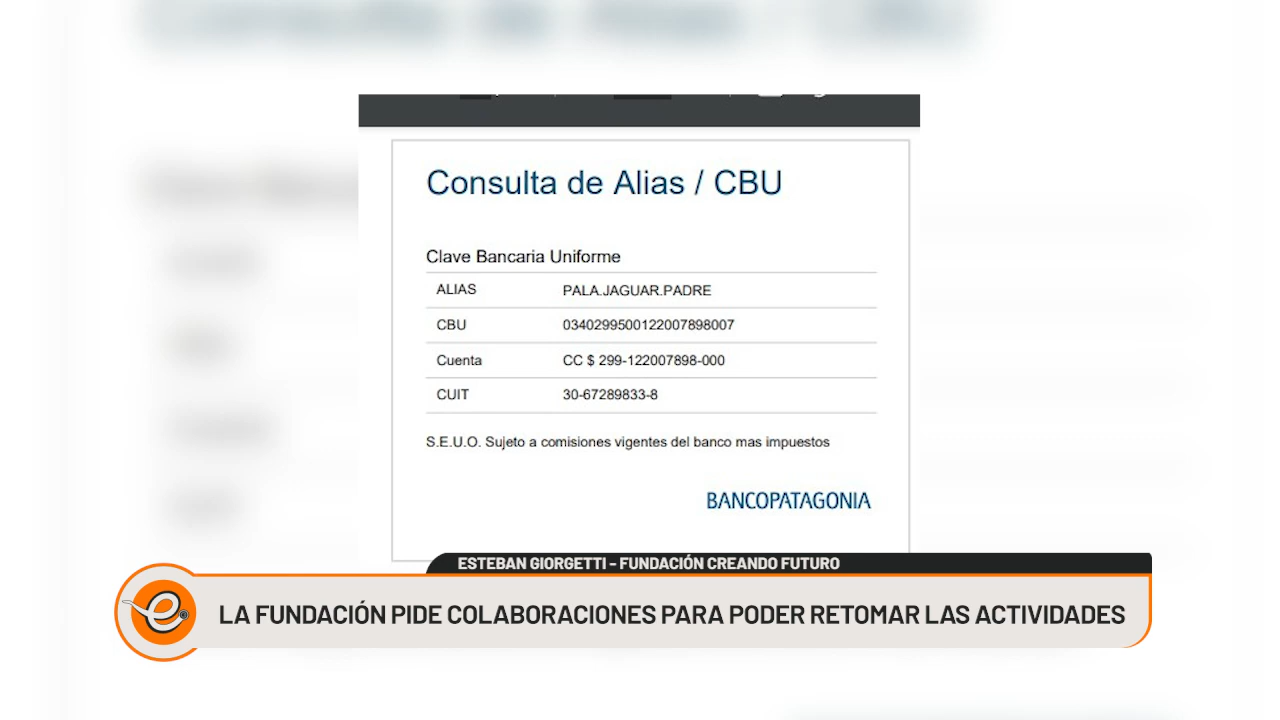 Consulta de Alias / CBU
Clave Bancaria Uniforme
ALIAS PALA.JAGUAR.PADRE
CBU 0340299500122007898007
Cuenta CC $ 299-122007898-000
CUIT 30-67289833-8
S.E.U.O. Sujeto a comisiones vigentes del banco mas impuestos
BANCOPATAGONIA
ESTEBAN GIORGETTI - FUNDACIÓN CREANDO FUTURO
LA FUNDACIÓN PIDE COLABORACIONES PARA PODER RETOMAR LAS ACTIVIDADES